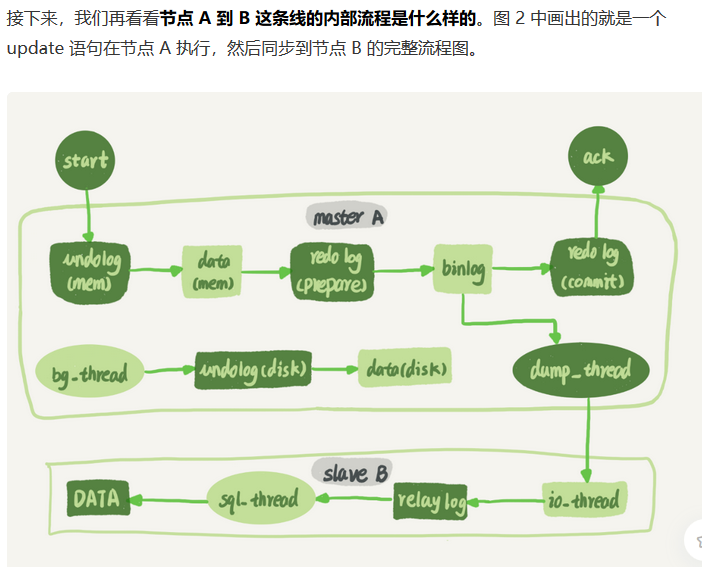 接下来，我们再看看节点 A 到 B 这条线的内部流程是什么样的。图 2 中画出的就是一个
update 语句在节点 A 执行，然后同步到节点 B 的完整流程图。
start
ack
master A
undolog
(mem)
data
(mem)
redo log
(prepare)
binlog
redo log
(commit)
bg_thread
undolog(disk)
data(disk)
dump_thread
slave B
DATA
sql_thread
relay log
io_thread